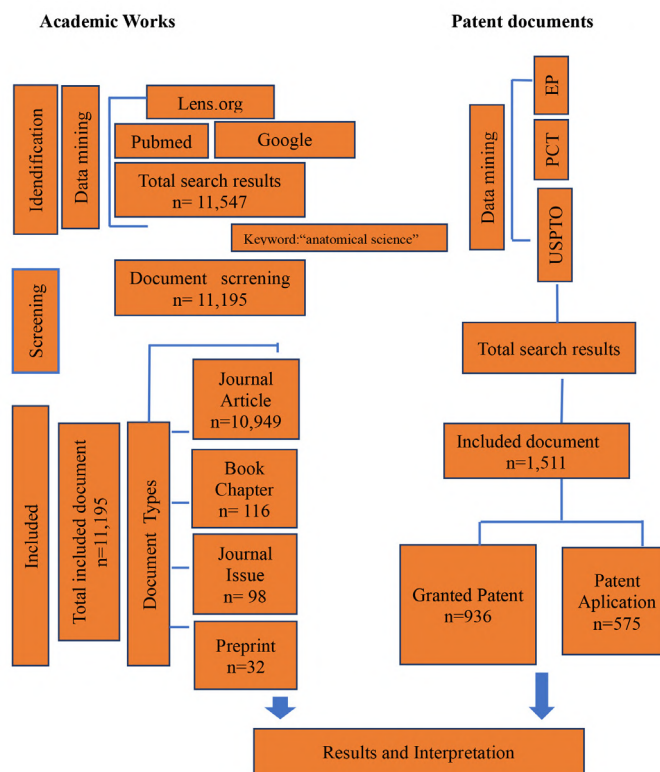 Academic Works
Patent documents
Idendification
Data mining
Lens.org
Pubmed
Google
Total search results
n= 11,547
Keyword:“anatomical science”
Screening
Document scrrening
n= 11,195
Included
Total included document
n=11,195
Document Types
Journal
Article
n=10,949
Book
Chapter
n= 116
Journal
Issue
n= 98
Preprint
n=32
Data mining
EP
PCT
USPTO
Total search results
Included document
n=1,511
Granted Patent
n=936
Patent
Aplication
n=575
Results and Interpretation